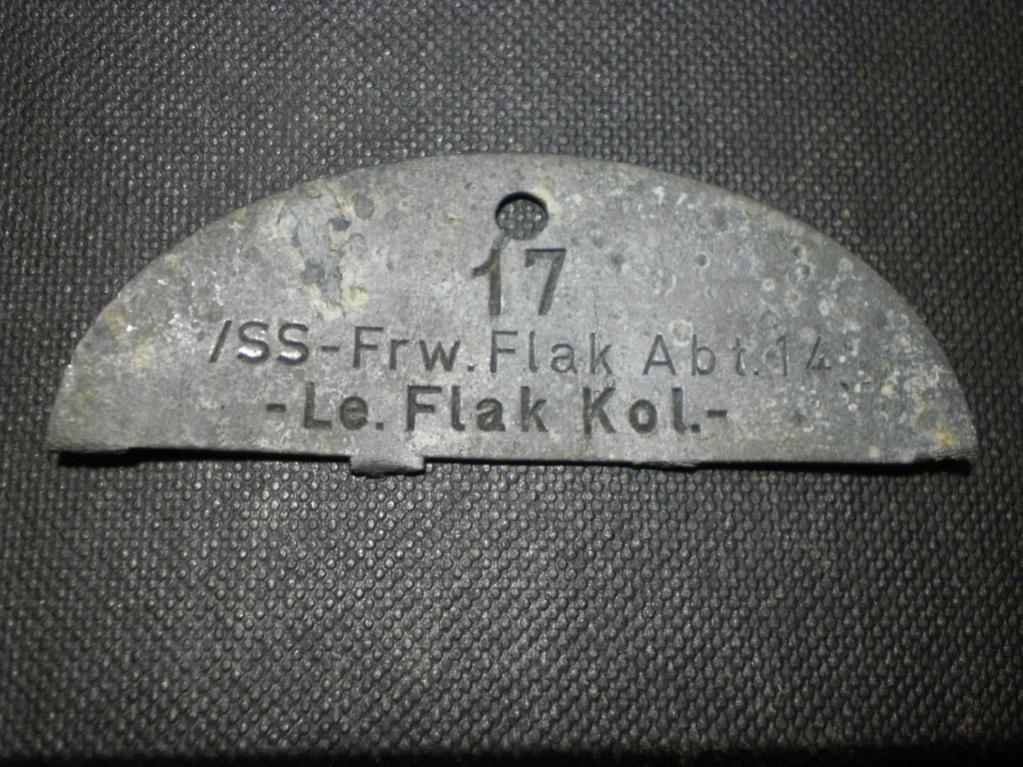 17
/SS-Frw.Flak Abt.14
-Le. Flak Kol.-